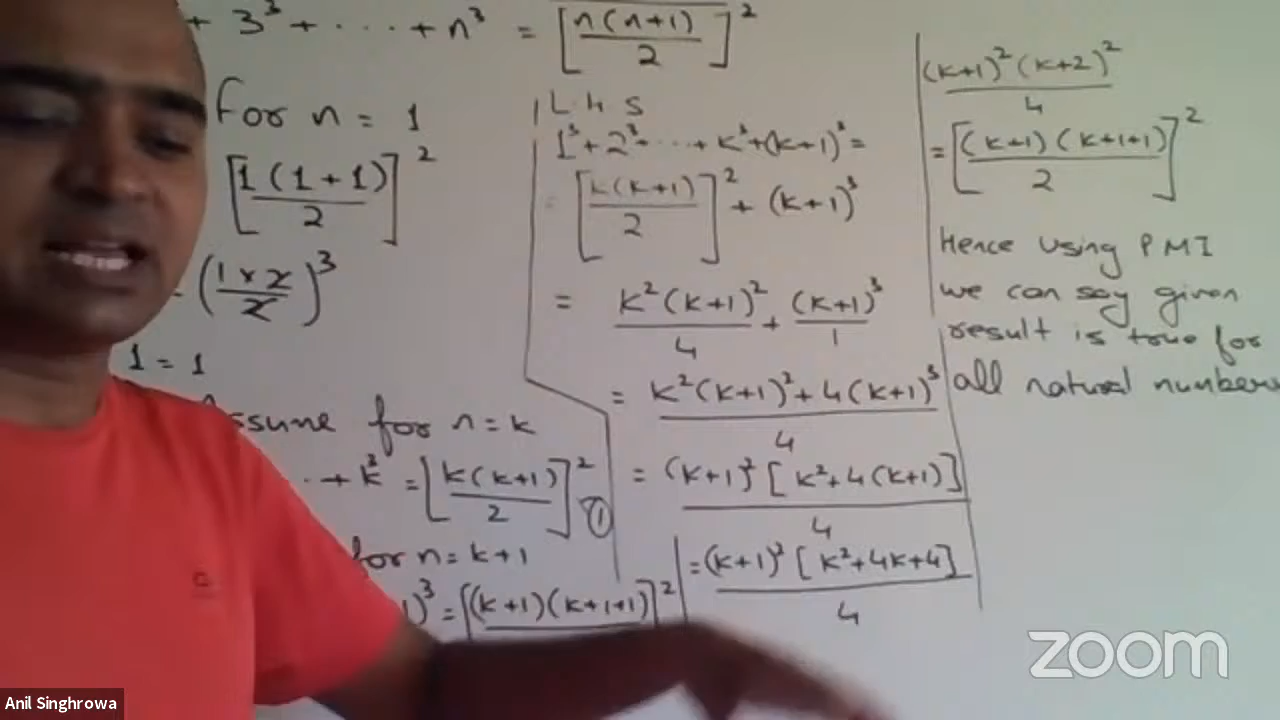 + 3³ + ··· + n³ = [n(n+1)/2]²
For n = 1
[1(1+1)/2]²
(1×2/2)³
1 = 1
ssume for n=k
··+ k³ = [k(k+1)/2]² ①
for n= k+1
1)³ = [(k+1)(k+1+1)]²
L H S
1³+2³+···+k³+(k+1)³=
= [k(k+1)/2]² + (k+1)³
= k²(k+1)²/4 + (k+1)³/1
= k²(k+1)²+4(k+1)³/4
= (k+1)²[k²+4(k+1)]/4
= (k+1)²[k²+4k+4]/4
(k+1)²(k+2)²/4
= [(k+1)(k+1+1)/2]²
Hence using PMI
we can say given
result is true for
all natural numbers
zoom
Anil Singhrowa